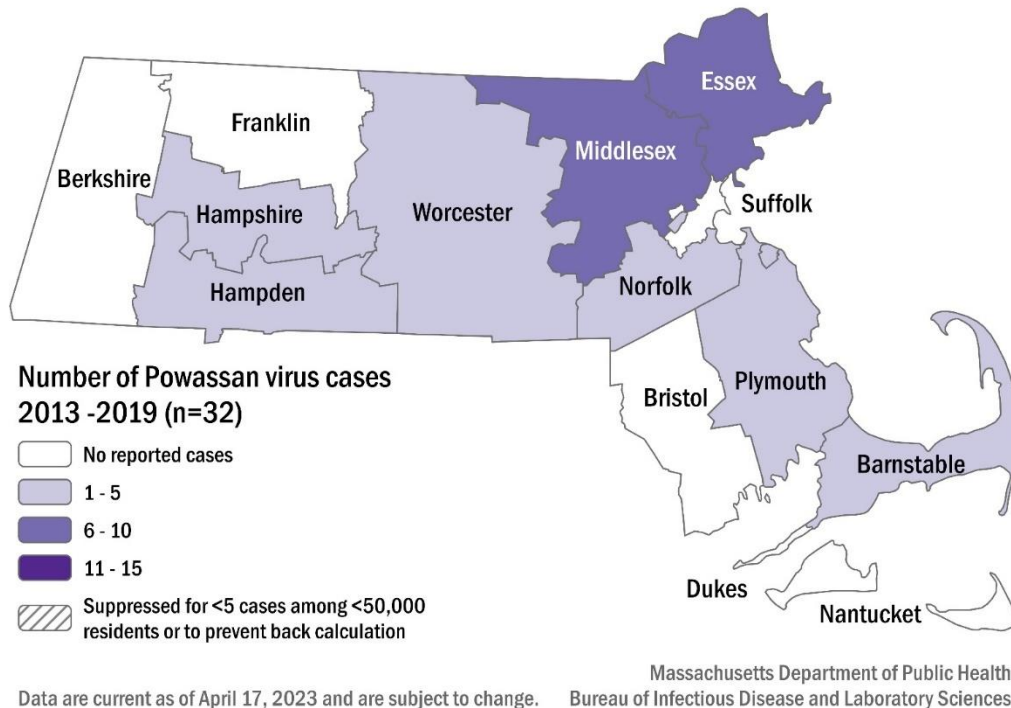 Essex
Franklin
Middlesex
Berkshire
Suffolk
Hampshire
Worcester
Norfolk
Hampden
Number of Powassan virus cases
2013 -2019 (n=32)
Plymouth
Bristol
No reported cases
Barnstable
1 - 5
6 - 10
11 - 15
Dukes
Nantucket
Suppressed for <5 cases among <50,000
residents or to prevent back calculation
Massachusetts Department of Public Health
Data are current as of April 17, 2023 and are subject to change.
Bureau of Infectious Disease and Laboratory Sciences